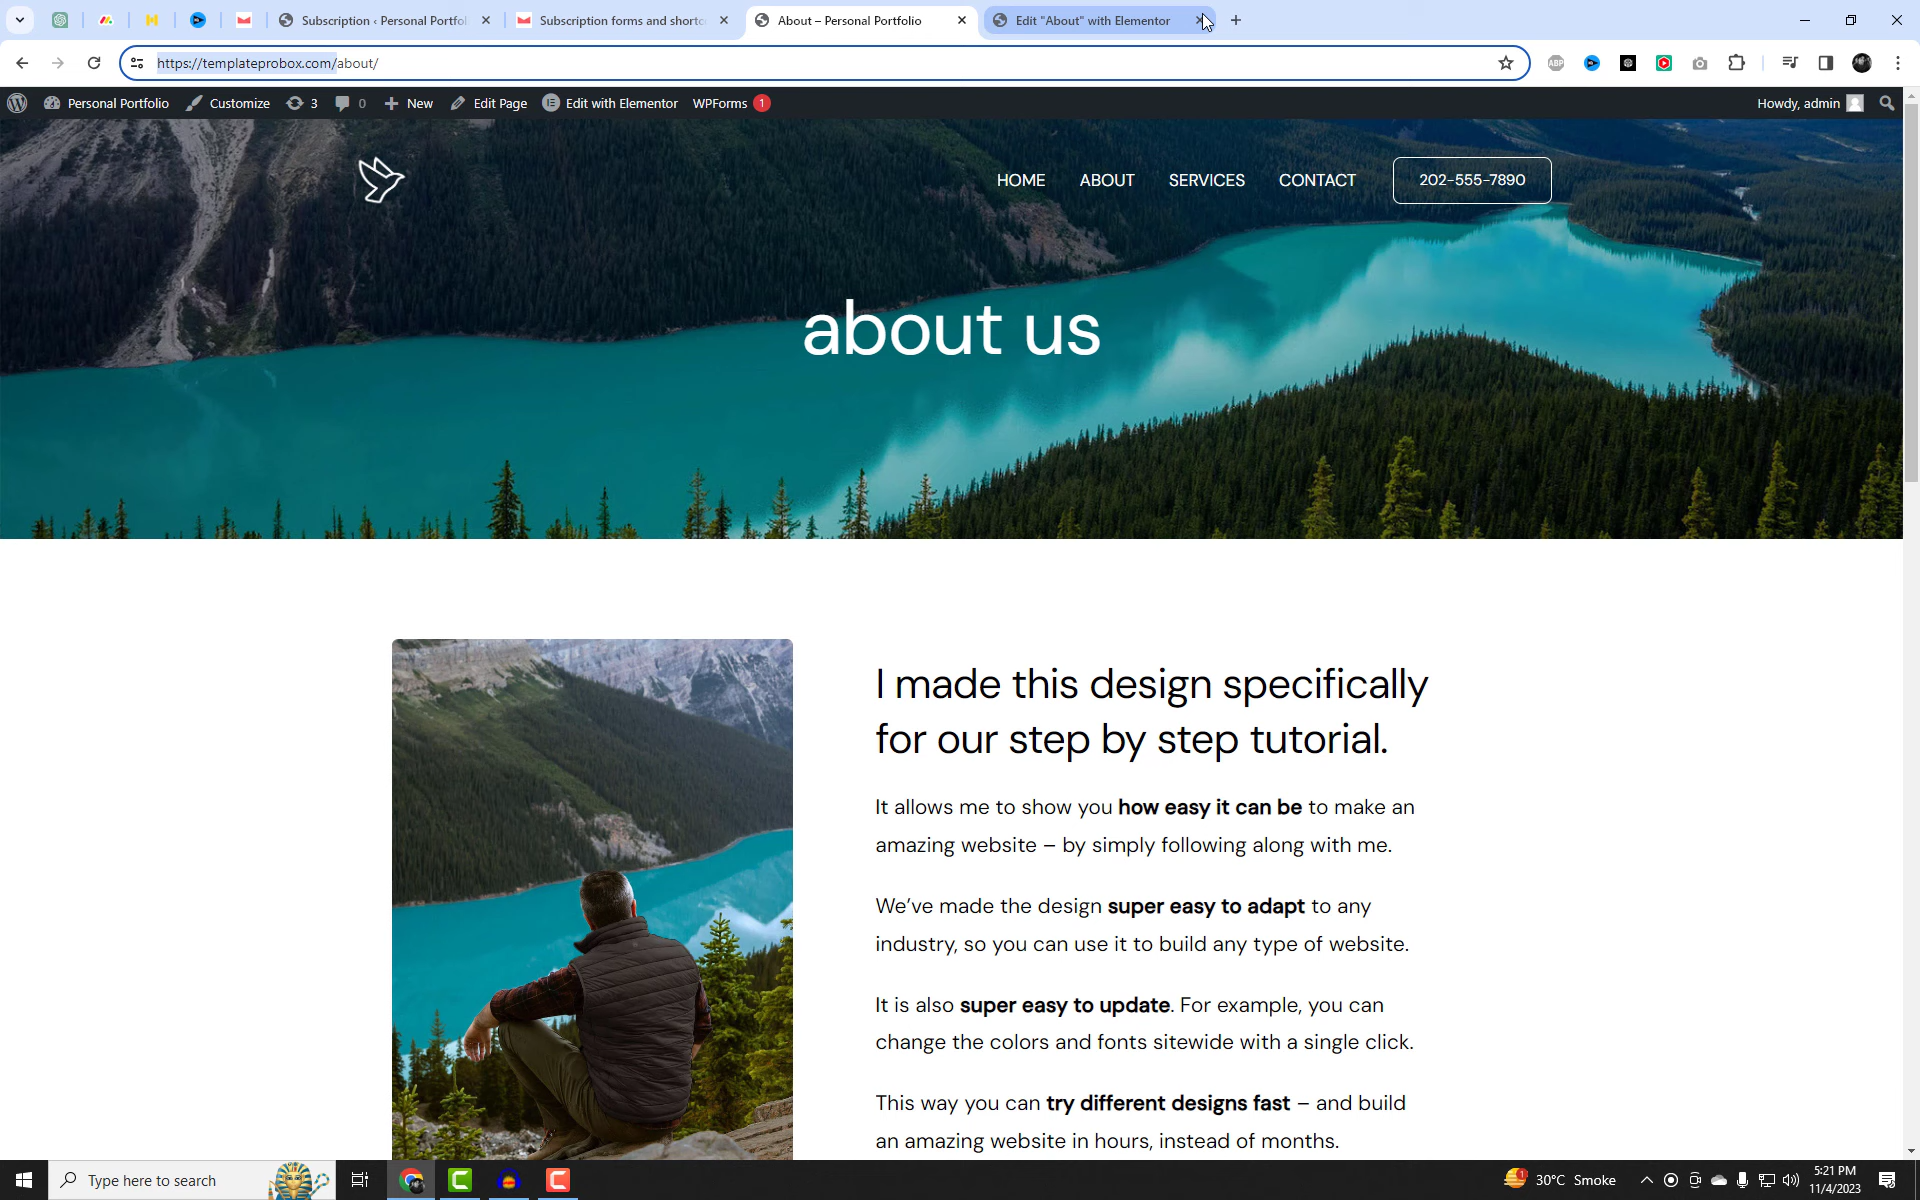 Subscription ‹ Personal Portfol
Subscription forms and shortc
About – Personal Portfolio
Edit "About" with Elementor
https://templateprobox.com/about/
ABP
Personal Portfolio
Customize
3
0
New
Edit Page
Edit with Elementor
WPForms 1
Howdy, admin
HOME
ABOUT
SERVICES
CONTACT
202-555-7890
about us
I made this design specifically
for our step by step tutorial.
It allows me to show you how easy it can be to make an
amazing website – by simply following along with me.
We've made the design super easy to adapt to any
industry, so you can use it to build any type of website.
It is also super easy to update. For example, you can
change the colors and fonts sitewide with a single click.
This way you can try different designs fast – and build
an amazing website in hours, instead of months.
Type here to search
1
30°C Smoke
5:21 PM
11/4/2023